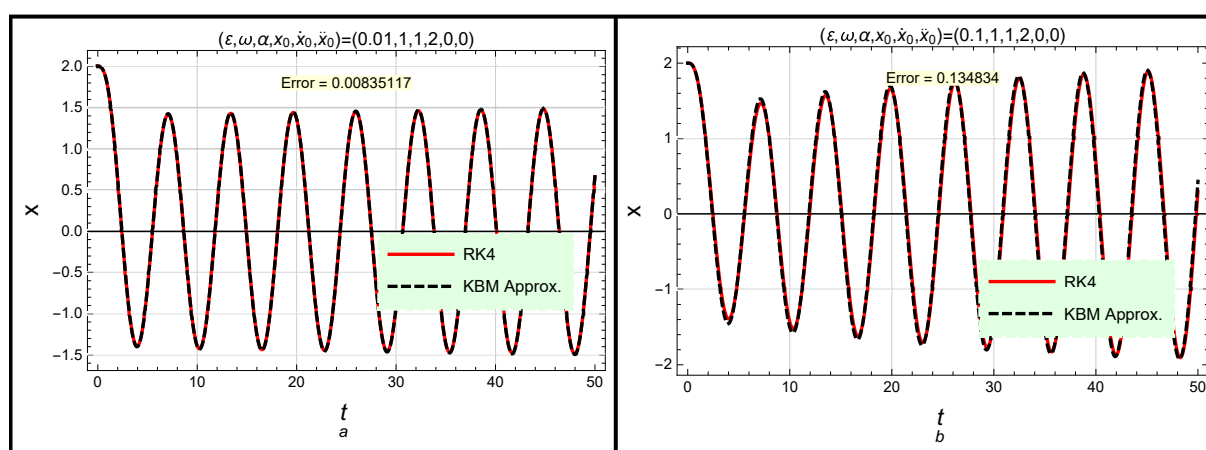 (ε,ω,α,x₀,ẋ₀,ẍ₀)=(0.01,1,1,2,0,0)
Error = 0.00835117
2.0
1.5
1.0
0.5
0.0
-0.5
-1.0
-1.5
x
RK4
KBM Approx.
0 10 20 30 40 50
t
a
(ε,ω,α,x₀,ẋ₀,ẍ₀)=(0.1,1,1,2,0,0)
Error = 0.134834
2
1
0
-1
-2
x
RK4
KBM Approx.
0 10 20 30 40 50
t
b